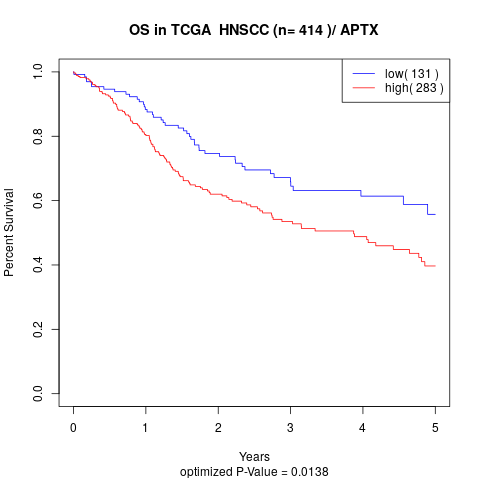 OS in TCGA  HNSCC (n= 414 )/ APTX
low( 131 )
high( 283 )
Percent Survival
1.0
0.8
0.6
0.4
0.2
0.0
0 1 2 3 4 5
Years
optimized P-Value = 0.0138